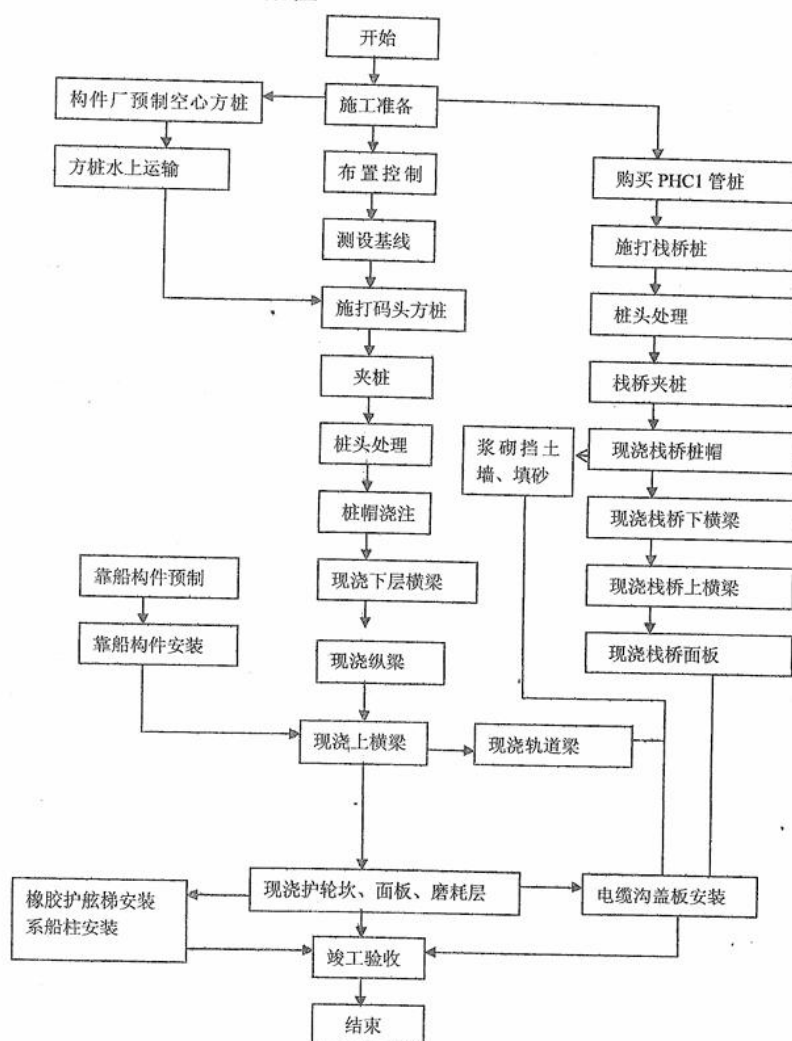 开始
构件厂预制空心方桩
施工准备
方桩水上运输
布置控制
购买 PHC1 管桩
测设基线
施打栈桥桩
施打码头方桩
桩头处理
夹桩
栈桥夹桩
桩头处理
浆砌挡土
墙、填砂
现浇栈桥桩帽
桩帽浇注
现浇栈桥下横梁
靠船构件预制
现浇下层横梁
现浇栈桥上横梁
靠船构件安装
现浇纵梁
现浇栈桥面板
现浇上横梁
现浇轨道梁
橡胶护舷梯安装
系船柱安装
现浇护轮坎、面板、磨耗层
电缆沟盖板安装
竣工验收
结束